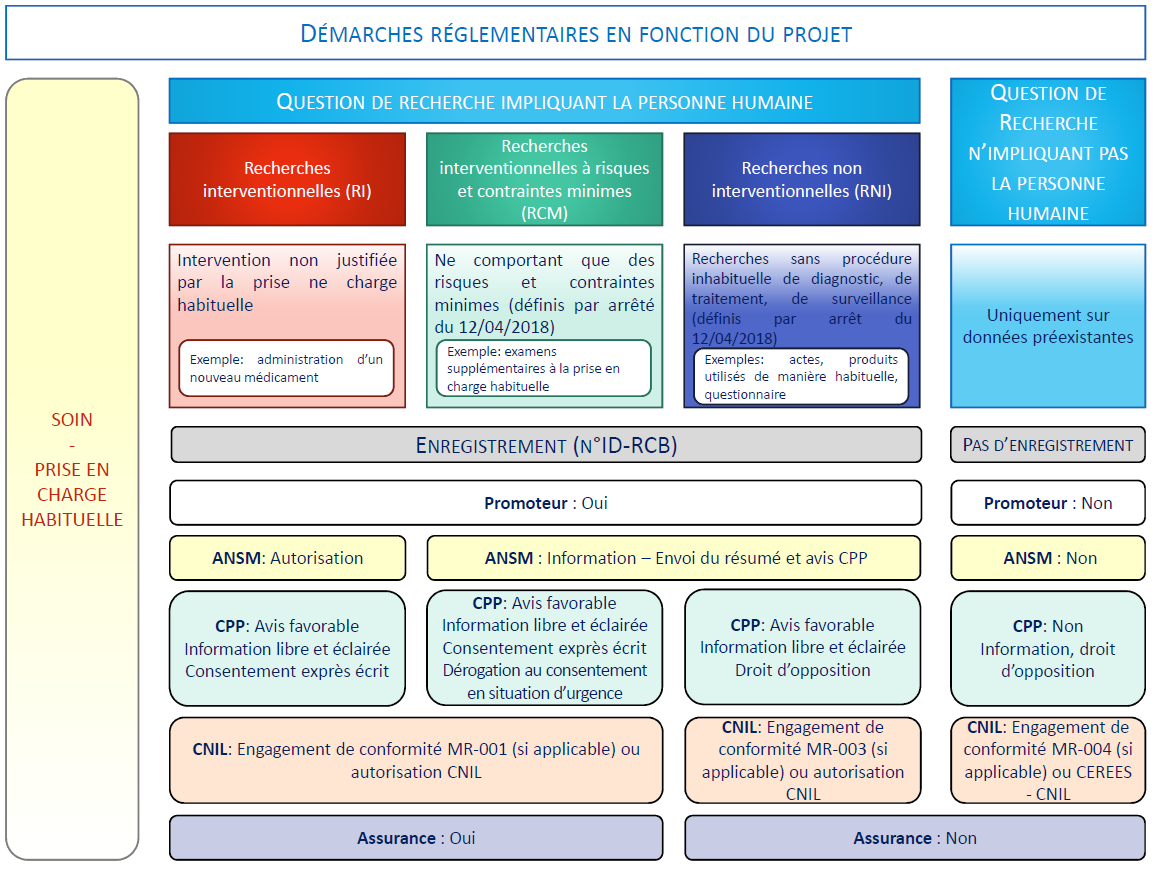 DÉMARCHES RÉGLEMENTAIRES EN FONCTION DU PROJET
SOIN
-
PRISE EN
CHARGE
HABITUELLE
QUESTION DE RECHERCHE IMPLIQUANT LA PERSONNE HUMAINE
QUESTION DE
RECHERCHE
N’IMPLIQUANT PAS
LA PERSONNE
HUMAINE
Recherches
interventionnelles (RI)
Recherches
interventionnelles à risques
et contraintes minimes
(RCM)
Recherches non
interventionnelles (RNI)
Intervention non justifiée
par la prise ne charge
habituelle
Exemple: administration d’un
nouveau médicament
Ne comportant que des
risques et contraintes
minimes (définis par arrêté
du 12/04/2018)
Exemple: examens
supplémentaires à la prise en
charge habituelle
Recherches sans procédure
inhabituelle de diagnostic, de
traitement, de surveillance
(définis par arrêt du
12/04/2018)
Exemples: actes, produits
utilisés de manière habituelle,
questionnaire
Uniquement sur
données préexistantes
ENREGISTREMENT (N°ID-RCB)
PAS D’ENREGISTREMENT
Promoteur : Oui
Promoteur : Non
ANSM: Autorisation
ANSM : Information – Envoi du résumé et avis CPP
ANSM : Non
CPP: Avis favorable
Information libre et éclairée
Consentement exprès écrit
CPP: Avis favorable
Information libre et éclairée
Consentement exprès écrit
Dérogation au consentement
en situation d’urgence
CPP: Avis favorable
Information libre et éclairée
Droit d’opposition
CPP: Non
Information, droit
d’opposition
CNIL: Engagement de conformité MR-001 (si applicable) ou
autorisation CNIL
CNIL: Engagement de
conformité MR-003 (si
applicable) ou autorisation
CNIL
CNIL: Engagement de
conformité MR-004 (si
applicable) ou CEREES
- CNIL
Assurance : Oui
Assurance : Non